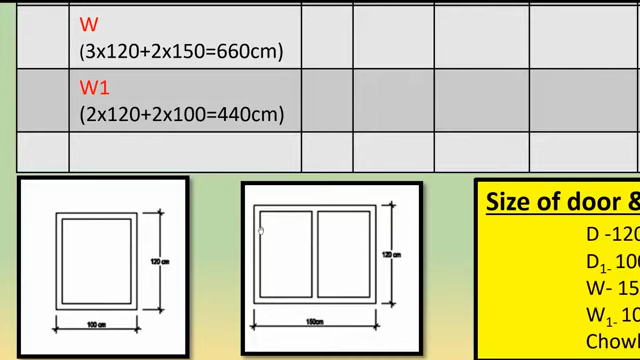 W
(3x120+2x150=660cm)
W1
(2x120+2x100=440cm)
120 cm
100 cm
120 cm
150cm
Size of door &
D -120
D1- 100
W- 15
W1- 10
Chowk